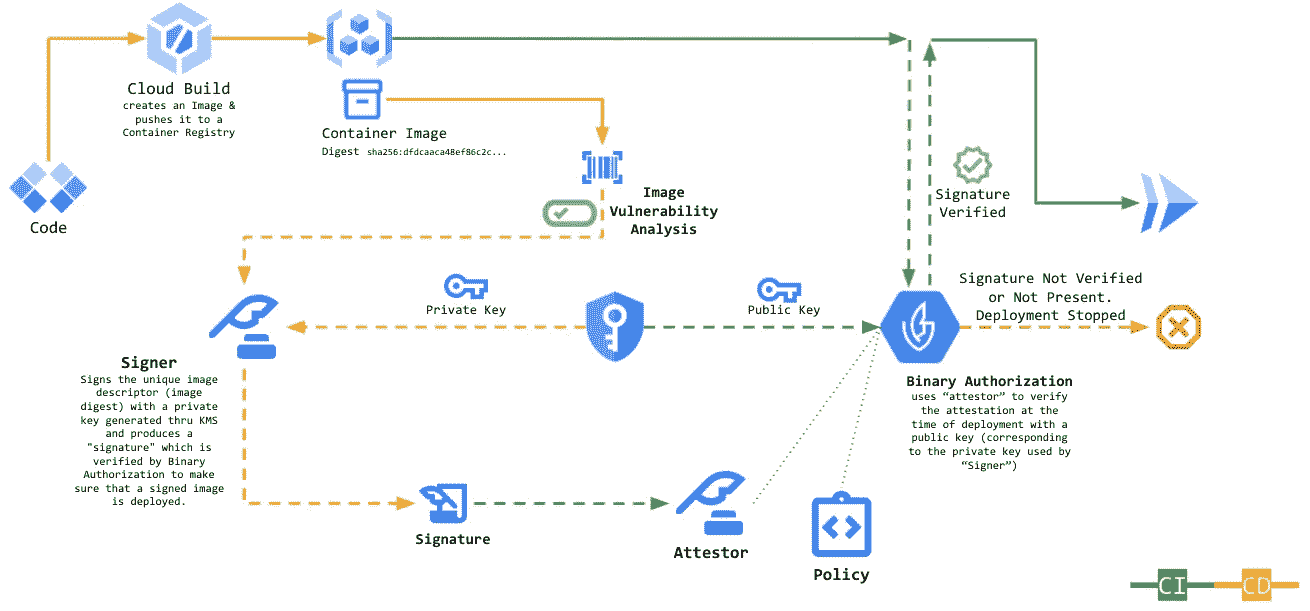 Cloud Build
creates an Image &
pushes it to a
Container Registry
Container Image
Digest sha256:dfdcaaca48ef86c2c...
Code
Image
Vulnerability
Analysis
Signature
Verified
Private Key
Public Key
Signature Not Verified
or Not Present.
Deployment Stopped
Signer
Signs the unique image
descriptor (image
digest) with a private
key generated thru KMS
and produces a
"signature" which is
verified by Binary
Authorization to make
sure that a signed image
is deployed.
Binary Authorization
uses “attestor” to verify
the attestation at the
time of deployment with a
public key (corresponding
to the private key used by
“Signer”)
Signature
Attestor
Policy
CI
CD